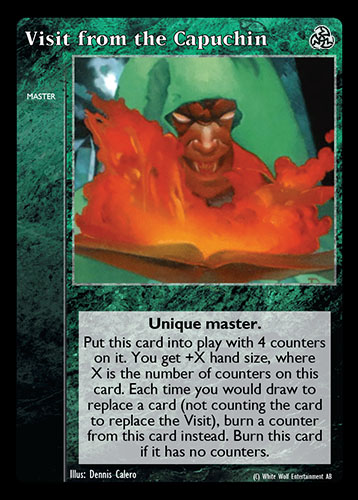 Visit from the Capuchin
MASTER
Unique master.
Put this card into play with 4 counters
on it. You get +X hand size, where
X is the number of counters on this
card. Each time you would draw to
replace a card (not counting the card
to replace the Visit), burn a counter
from this card instead. Burn this card
if it has no counters.
Illus: Dennis Calero
(C) White Wolf Entertainment AB